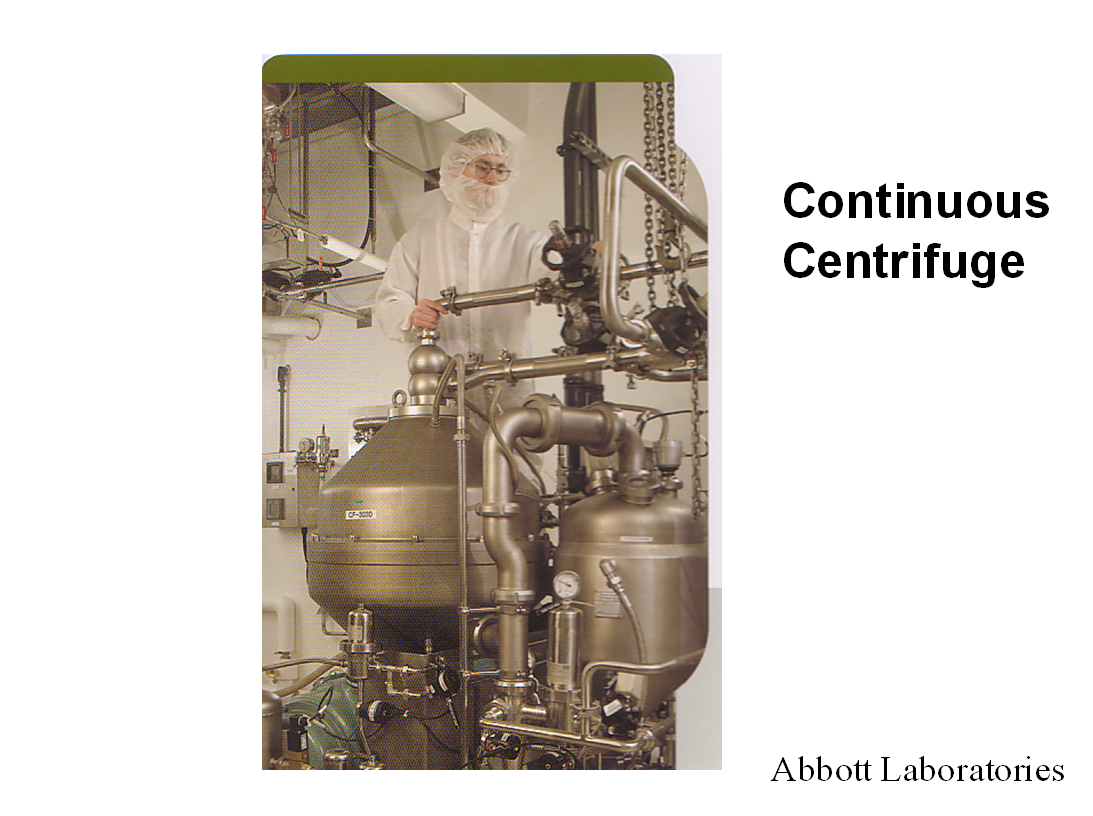 Continuous
Centrifuge
CF-3030
Abbott Laboratories